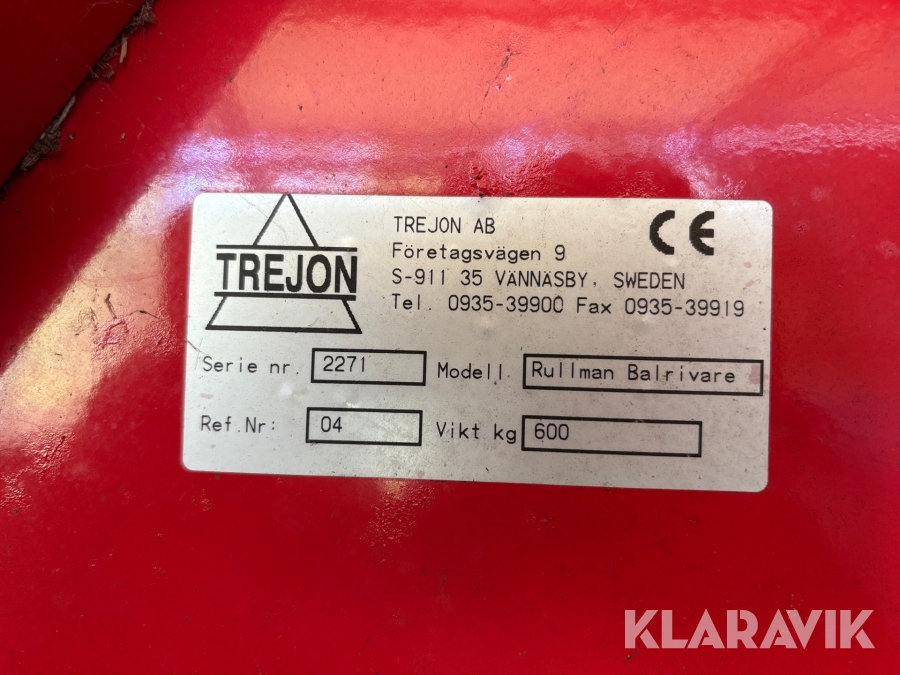 TREJON
TREJON AB
Företagsvägen 9
S-911 35 VÄNNÄSBY, SWEDEN
Tel. 0935-39900 Fax 0935-39919
CE
Serie nr. 2271 Modell Rullman Balrivare
Ref.Nr: 04 Vikt kg 600
KLARAVIK